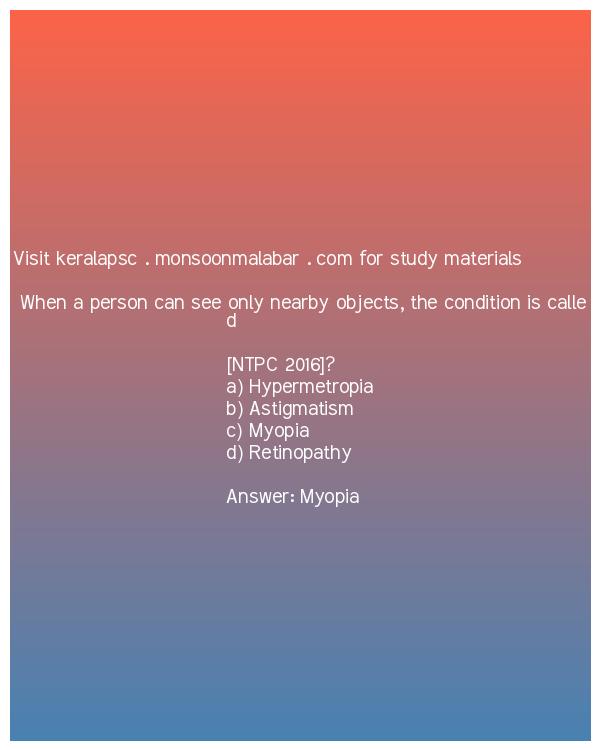 Visit keralapsc . monsoonmalabar . com for study materials
When a person can see only nearby objects, the condition is calle
d
[NTPC 2016]?
a) Hypermetropia
b) Astigmatism
c) Myopia
d) Retinopathy
Answer: Myopia